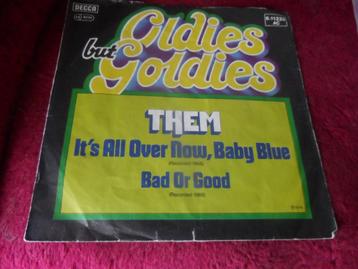 DECCA
Oldies
but
Goldies
THEM
It's All Over Now, Baby Blue
Bad Or Good